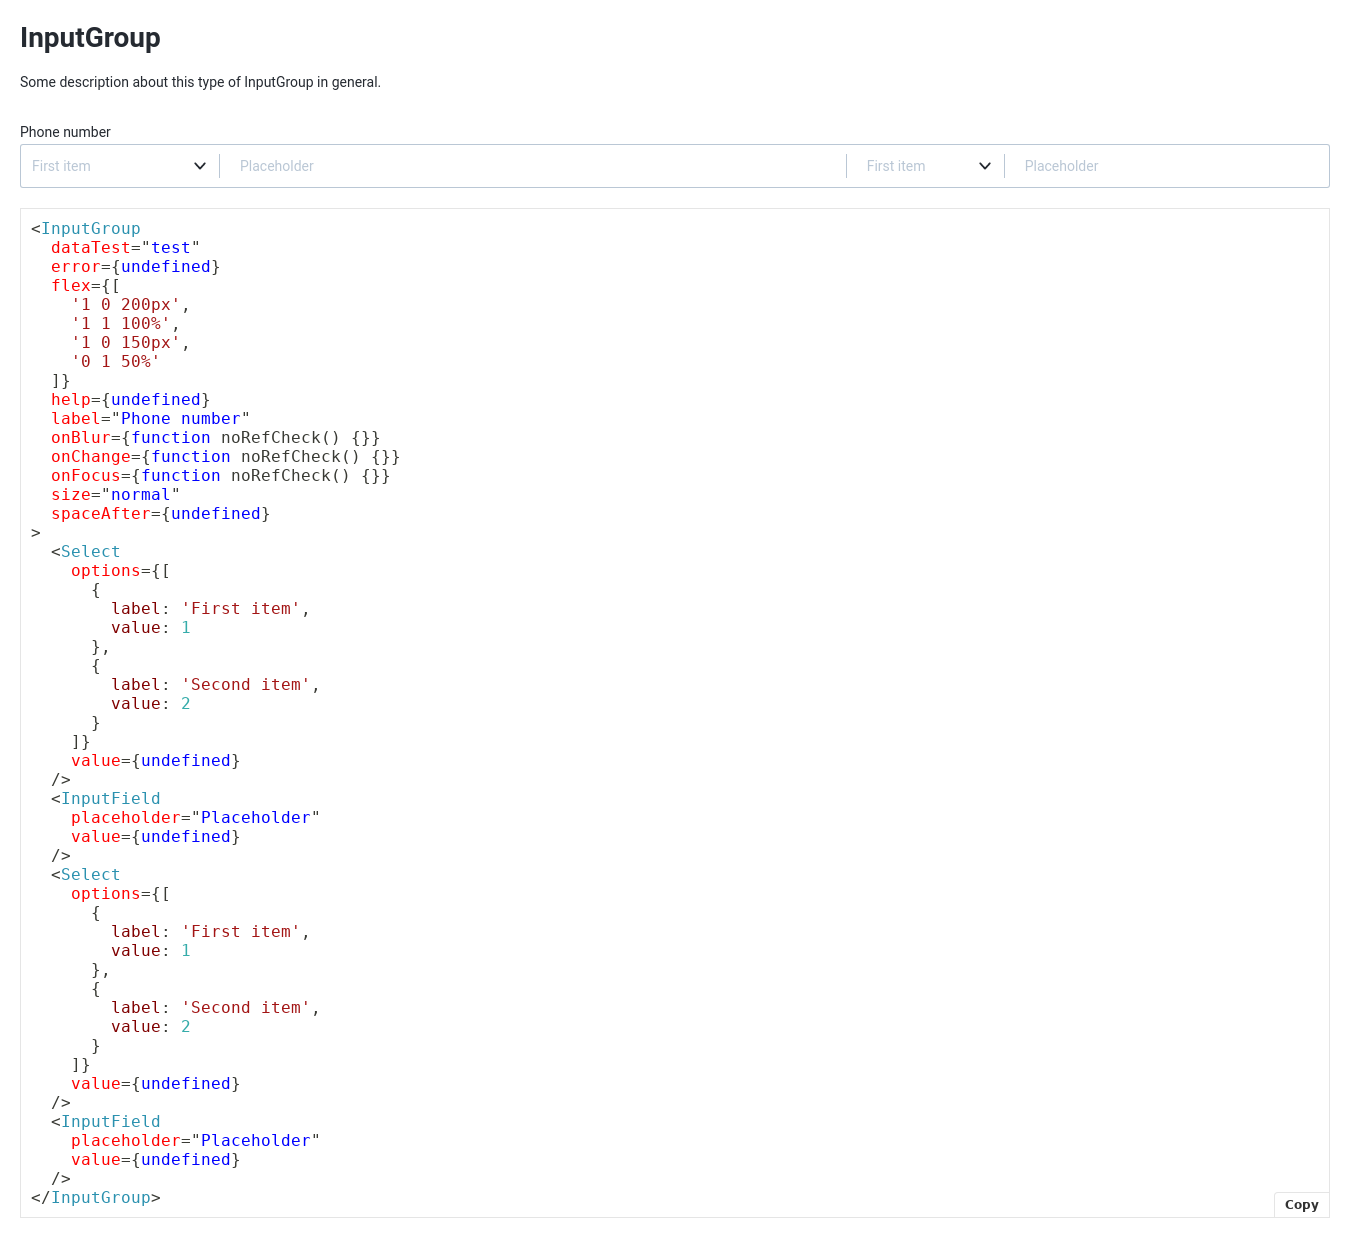 InputGroup
Some description about this type of InputGroup in general.
Phone number
First item Placeholder First item Placeholder
<InputGroup
  dataTest="test"
  error={undefined}
  flex={[
    '1 0 200px',
    '1 1 100%',
    '1 0 150px',
    '0 1 50%'
  ]}
  help={undefined}
  label="Phone number"
  onBlur={function noRefCheck() {}}
  onChange={function noRefCheck() {}}
  onFocus={function noRefCheck() {}}
  size="normal"
  spaceAfter={undefined}
>
  <Select
    options={[
      {
        label: 'First item',
        value: 1
      },
      {
        label: 'Second item',
        value: 2
      }
    ]}
    value={undefined}
  />
  <InputField
    placeholder="Placeholder"
    value={undefined}
  />
  <Select
    options={[
      {
        label: 'First item',
        value: 1
      },
      {
        label: 'Second item',
        value: 2
      }
    ]}
    value={undefined}
  />
  <InputField
    placeholder="Placeholder"
    value={undefined}
  />
</InputGroup>
Copy